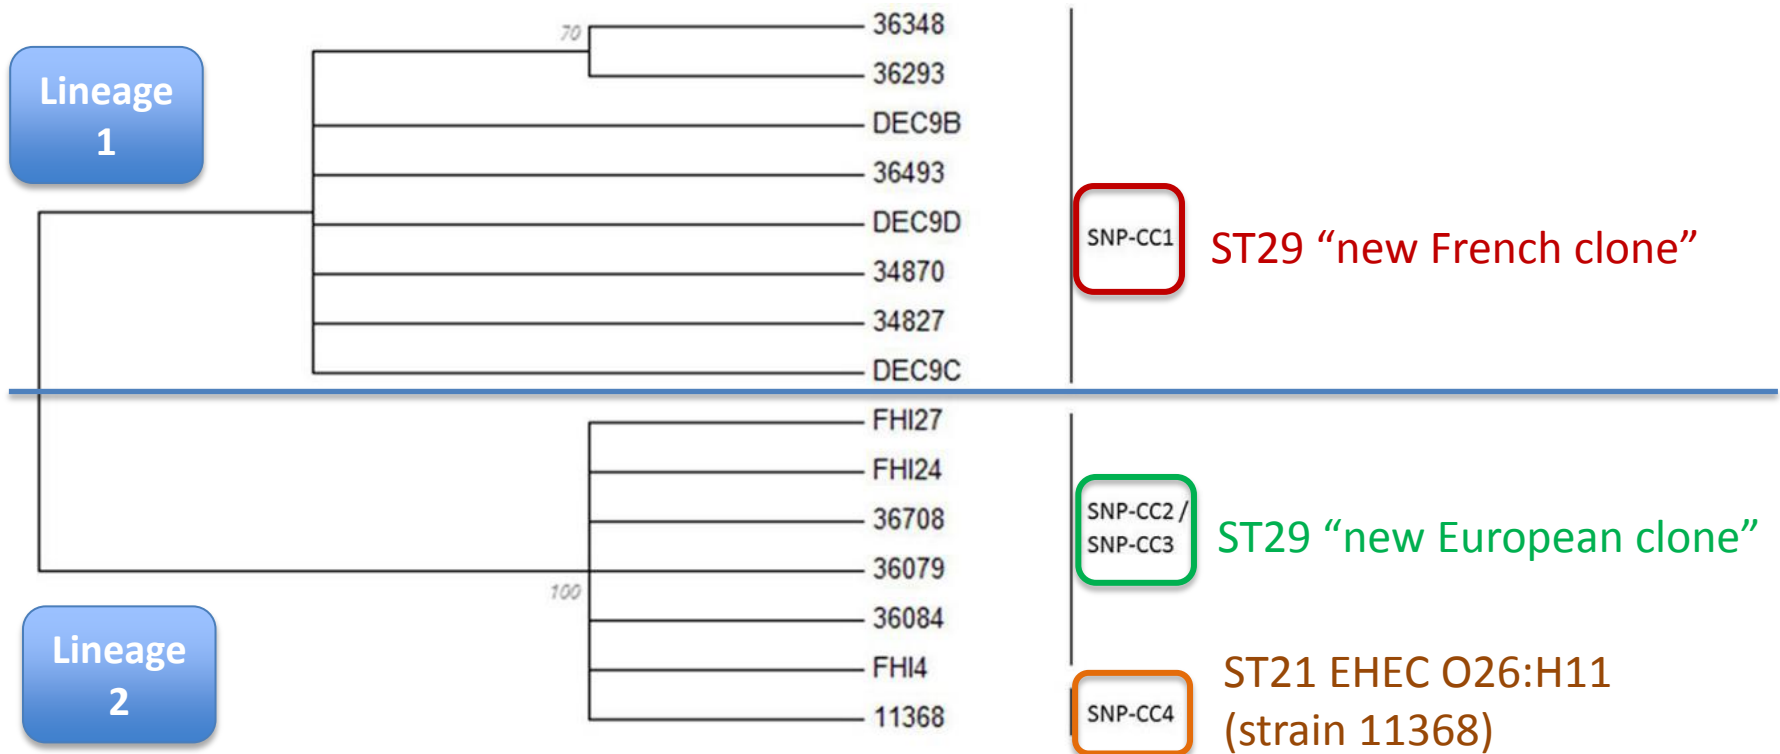 Lineage
1
70
36348
36293
DEC9B
36493
DEC9D
34870
34827
DEC9C
SNP-CC1
ST29 “new French clone”
FHI27
FHI24
36708
36079
36084
FHI4
11368
100
SNP-CC2 /
SNP-CC3
ST29 “new European clone”
Lineage
2
SNP-CC4
ST21 EHEC O26:H11
(strain 11368)